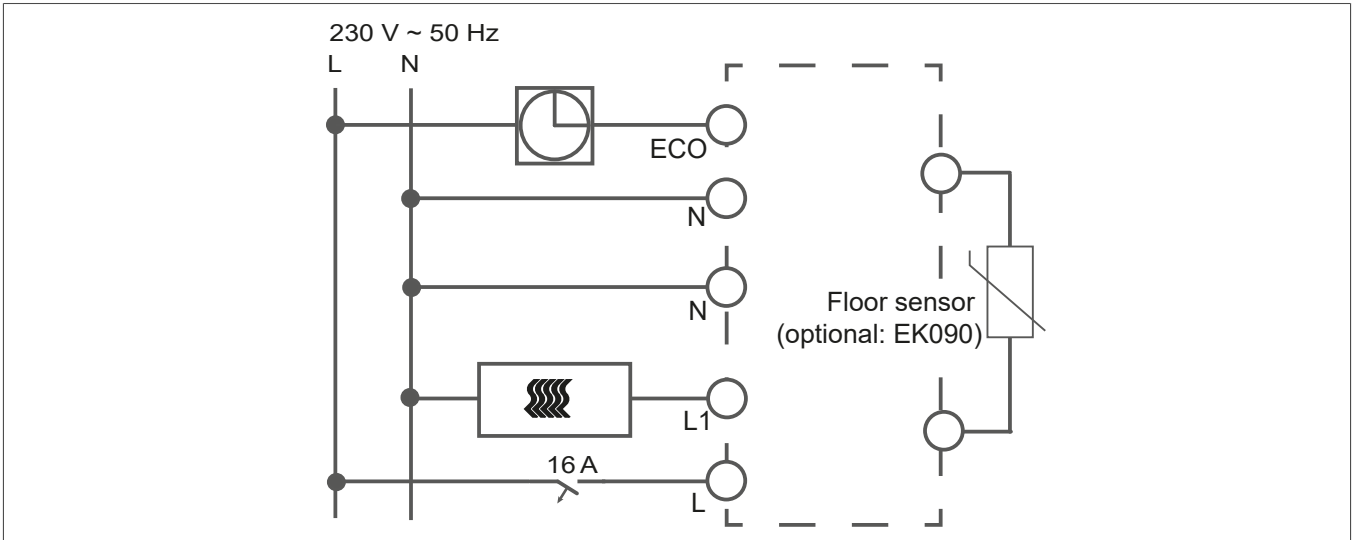 230 V ~ 50 Hz
L N
ECO
N
N
Floor sensor
(optional: EK090)
L1
16 A
L